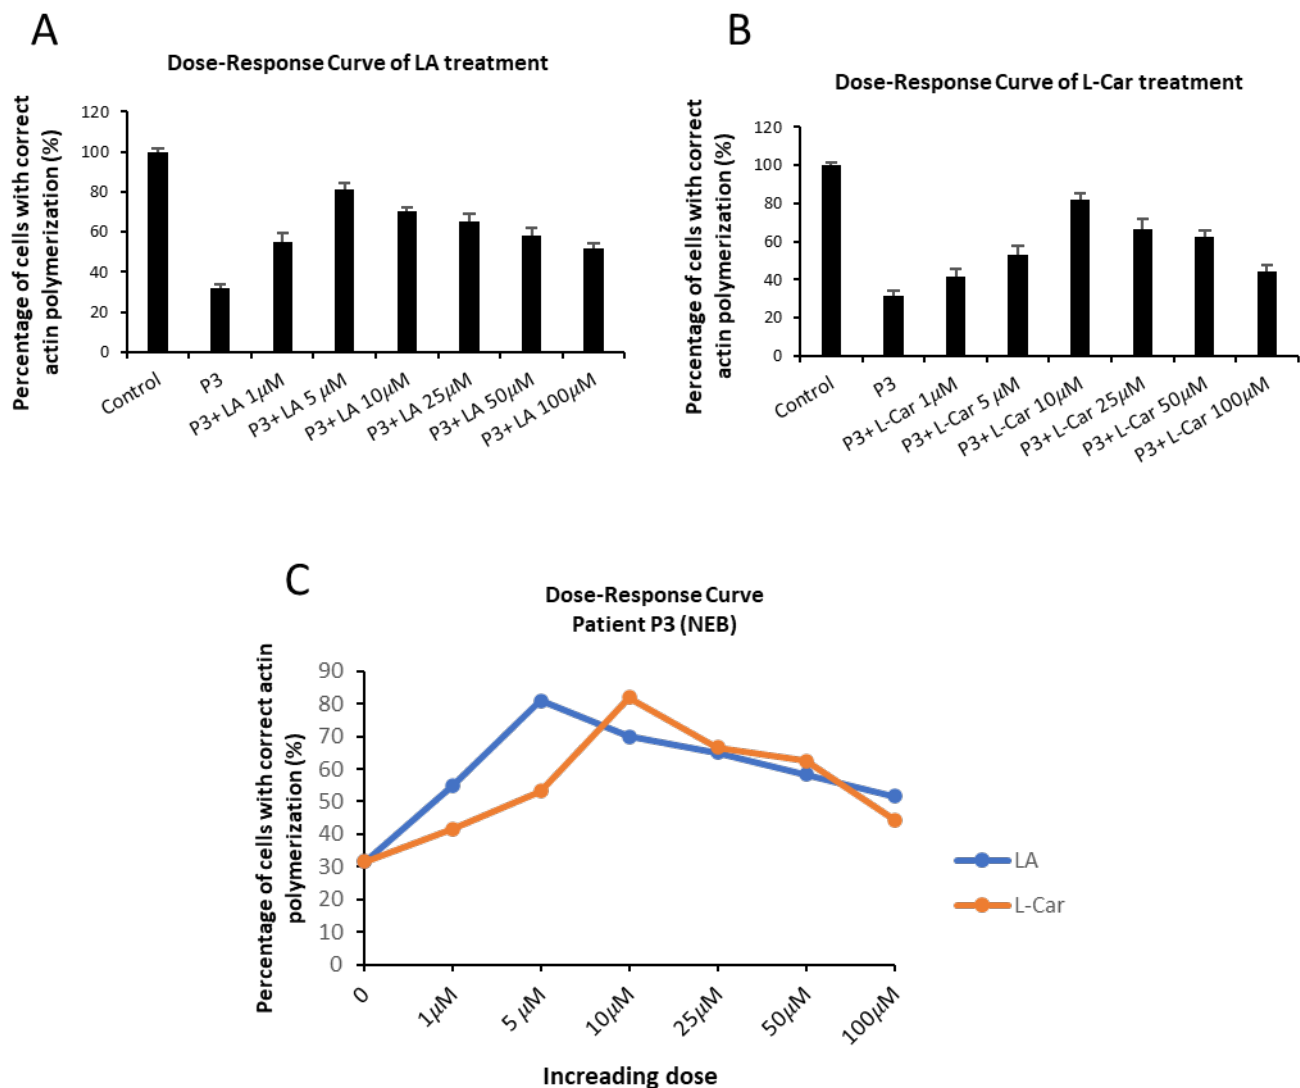 A
Dose-Response Curve of LA treatment
Percentage of cells with correct
actin polymerization (%)
120
100
80
60
40
20
0
Control
P3
P3+ LA 1µM
P3+ LA 5 µM
P3+ LA 10µM
P3+ LA 25µM
P3+ LA 50µM
P3+ LA 100µM
B
Dose-Response Curve of L-Car treatment
Percentage of cells with correct
actin polymerization (%)
120
100
80
60
40
20
0
Control
P3
P3+ L-Car 1µM
P3+ L-Car 5 µM
P3+ L-Car 10µM
P3+ L-Car 25µM
P3+ L-Car 50µM
P3+ L-Car 100µM
C
Dose-Response Curve
Patient P3 (NEB)
Percentage of cells with correct actin
polymerization (%)
90
80
70
60
50
40
30
20
10
0
0
1µM
5 µM
10µM
25µM
50µM
100µM
Increading dose
LA
L-Car